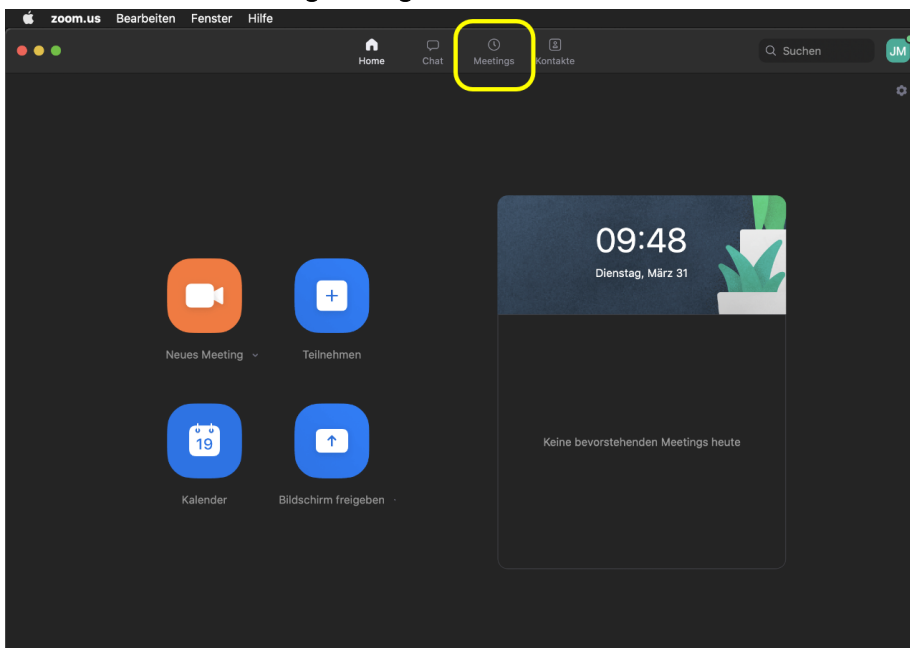 zoom.us Bearbeiten Fenster Hilfe
Home Chat Meetings Kontakte Suchen JM
09:48
Dienstag, März 31
Neues Meeting Teilnehmen
19
Keine bevorstehenden Meetings heute
Kalender Bildschirm freigeben